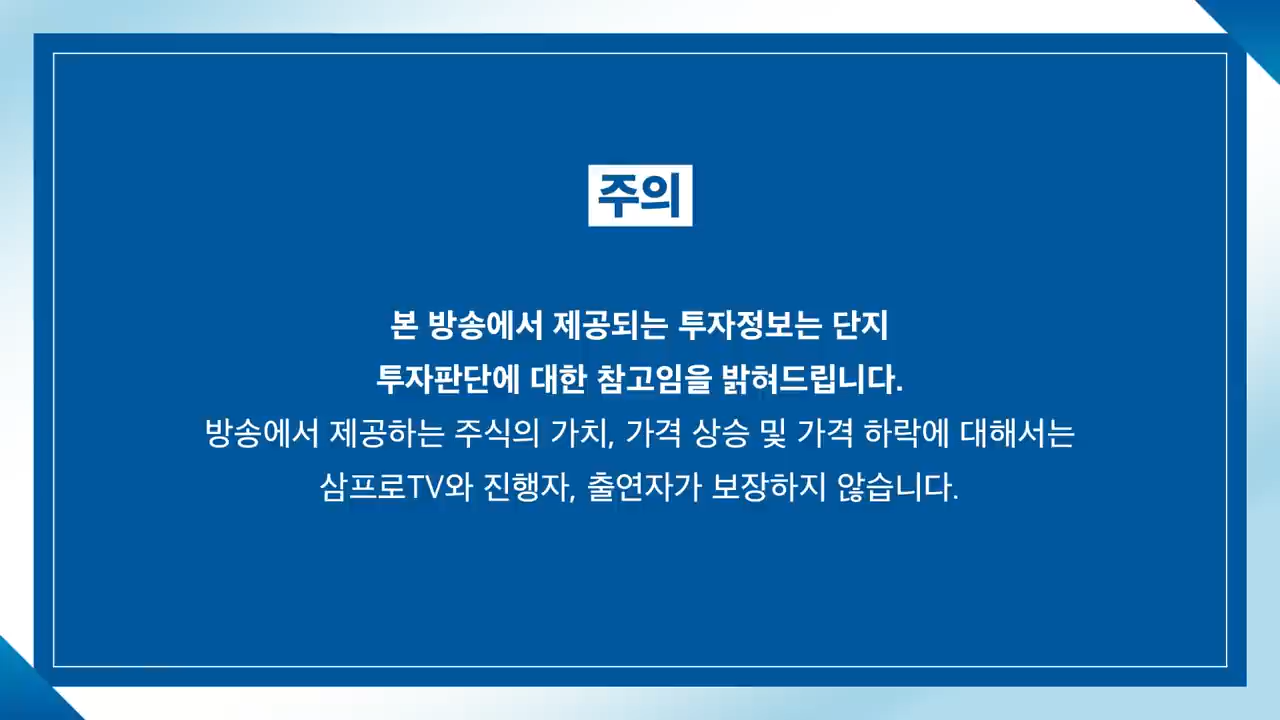 주의
본 방송에서 제공되는 투자정보는 단지
투자판단에 대한 참고임을 밝혀드립니다.
방송에서 제공하는 주식의 가치, 가격 상승 및 가격 하락에 대해서는
삼프로TV와 진행자, 출연자가 보장하지 않습니다.